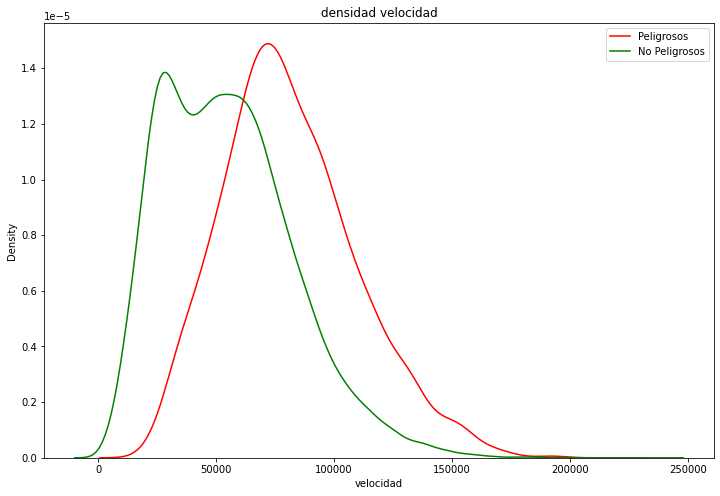 densidad velocidad
1e−5
Peligrosos
No Peligrosos
1.4
1.2
1.0
0.8
0.6
0.4
0.2
0.0
Density
0
50000
100000
150000
200000
250000
velocidad